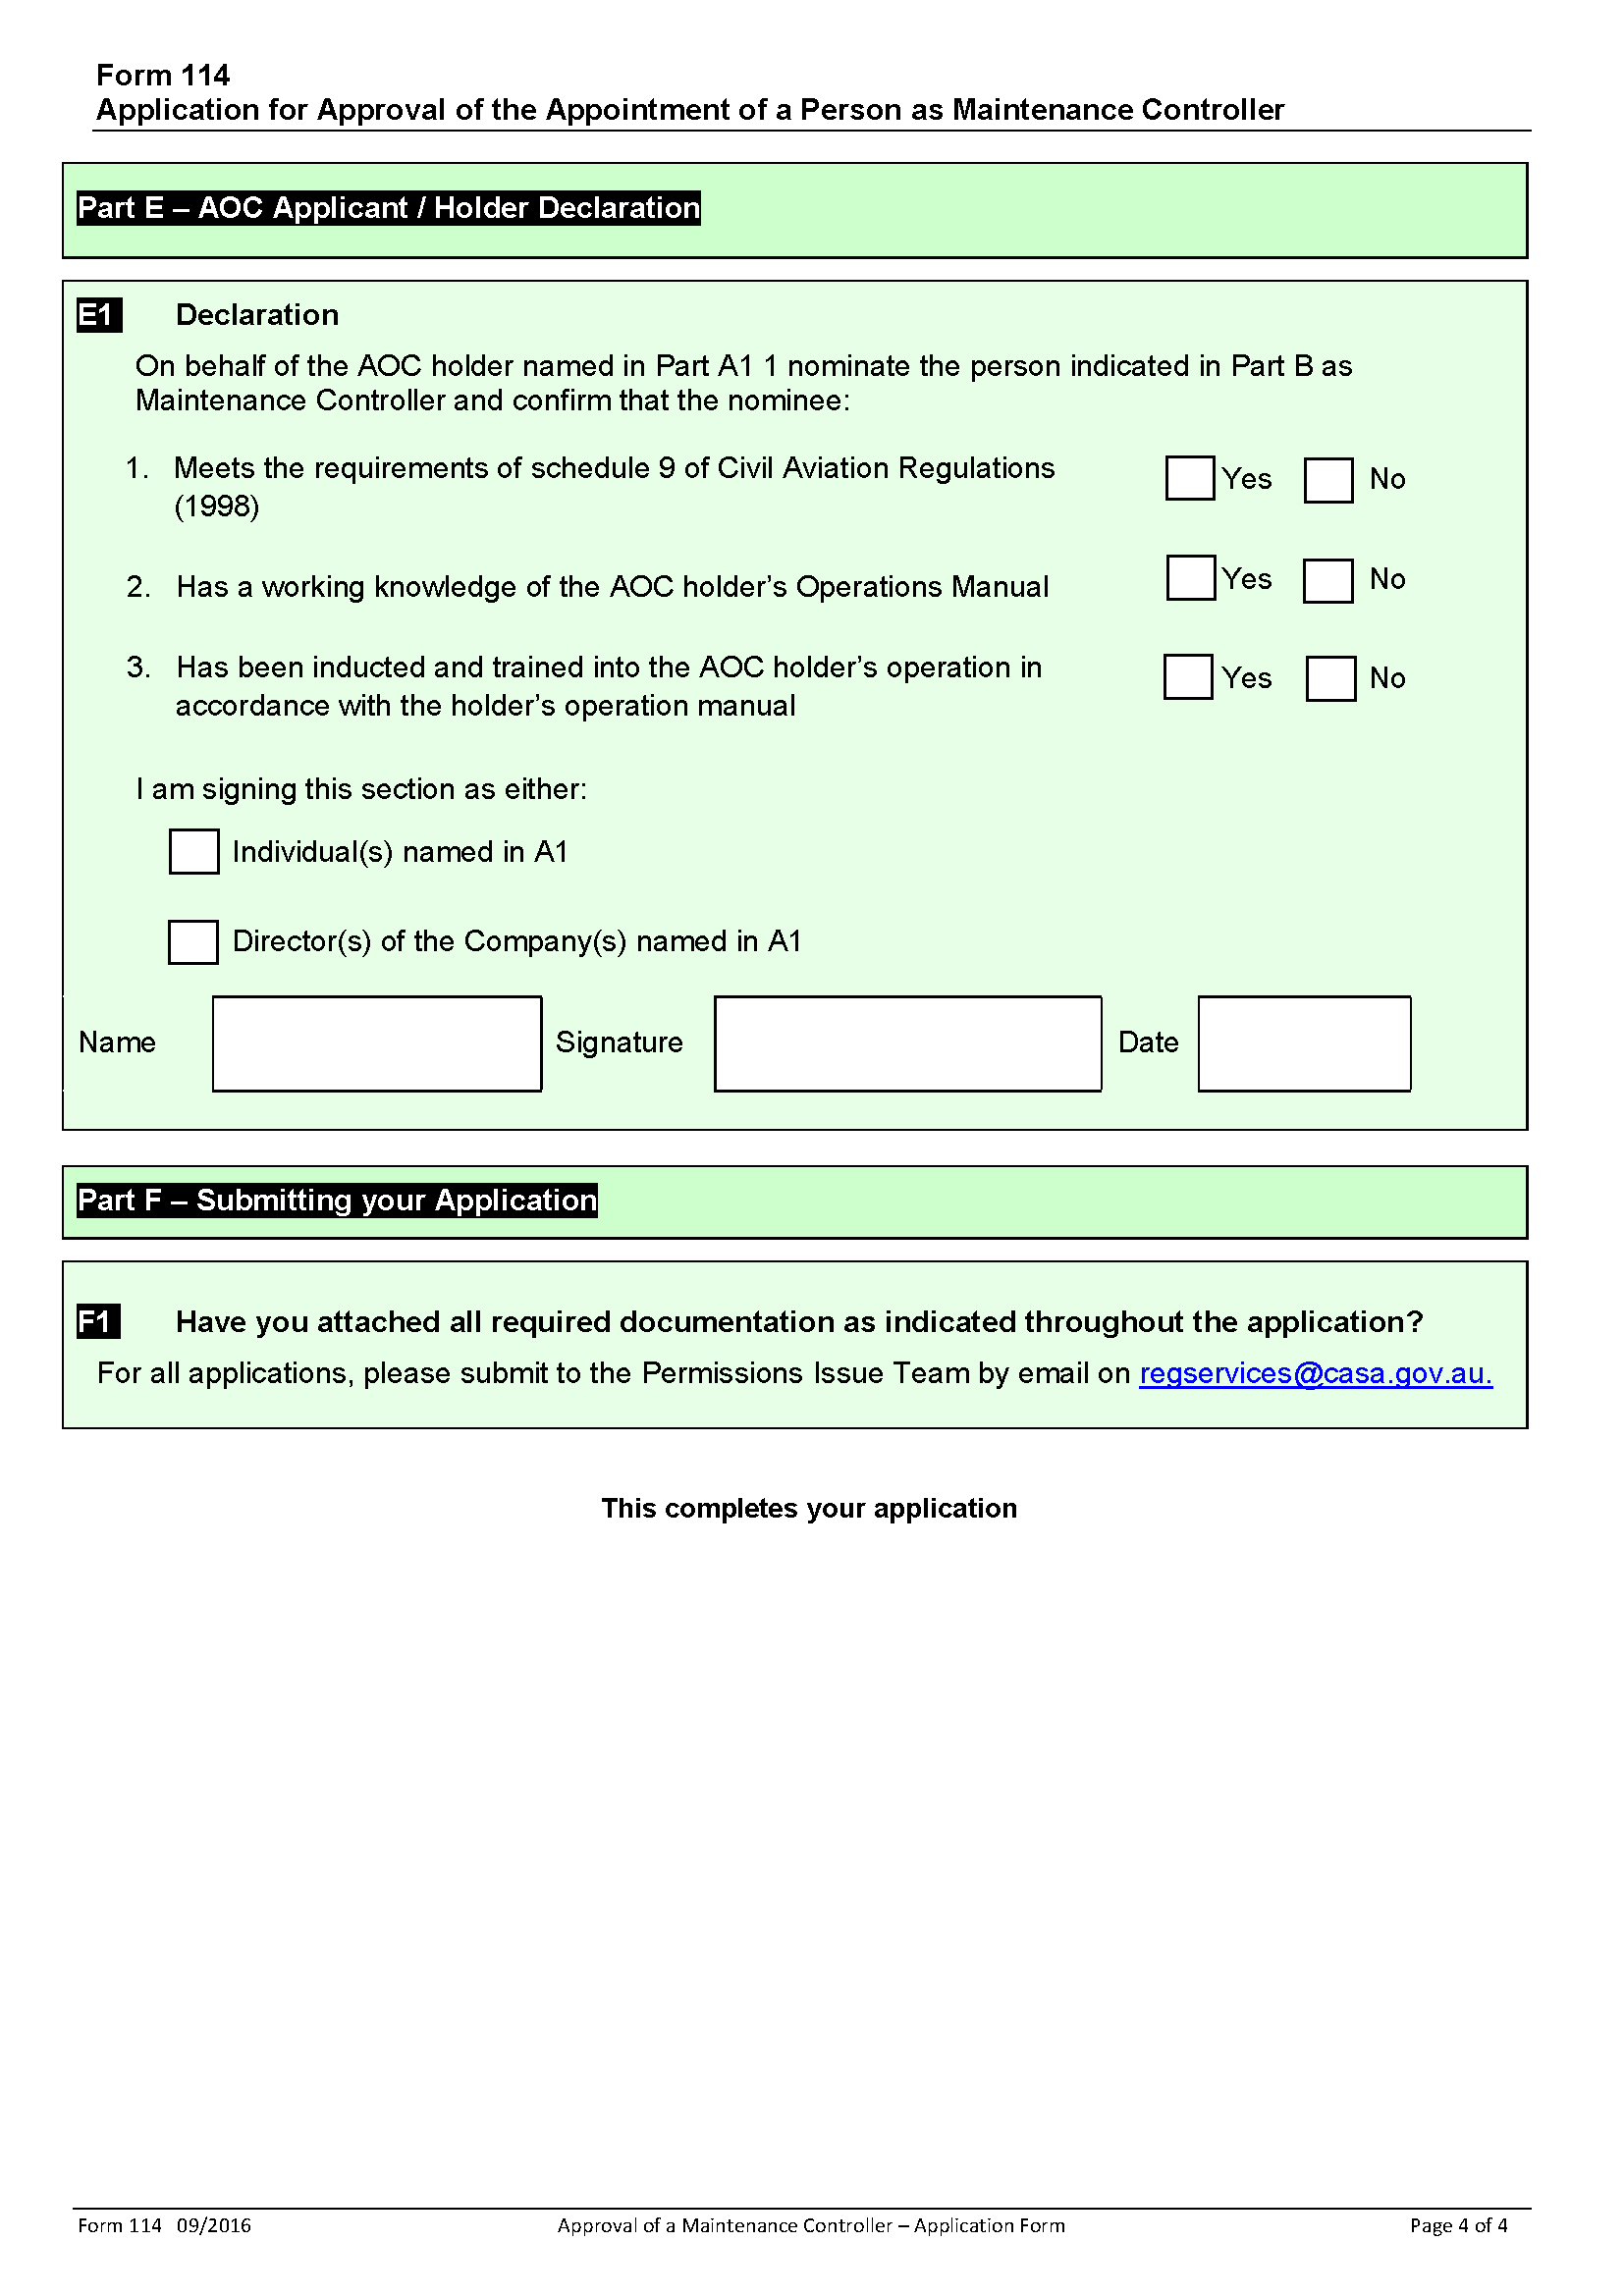 Form 114
Application for Approval of the Appointment of a Person as Maintenance Controller
Part E – AOC Applicant / Holder Declaration
E1 Declaration
On behalf of the AOC holder named in Part A1 1 nominate the person indicated in Part B as
Maintenance Controller and confirm that the nominee:
1. Meets the requirements of schedule 9 of Civil Aviation Regulations
(1998)
Yes No
2. Has a working knowledge of the AOC holder’s Operations Manual
Yes No
3. Has been inducted and trained into the AOC holder’s operation in
accordance with the holder’s operation manual
Yes No
I am signing this section as either:
Individual(s) named in A1
Director(s) of the Company(s) named in A1
Name Signature Date
Part F – Submitting your Application
F1 Have you attached all required documentation as indicated throughout the application?
For all applications, please submit to the Permissions Issue Team by email on regservices@casa.gov.au.
This completes your application
Form 114 09/2016 Approval of a Maintenance Controller – Application Form Page 4 of 4